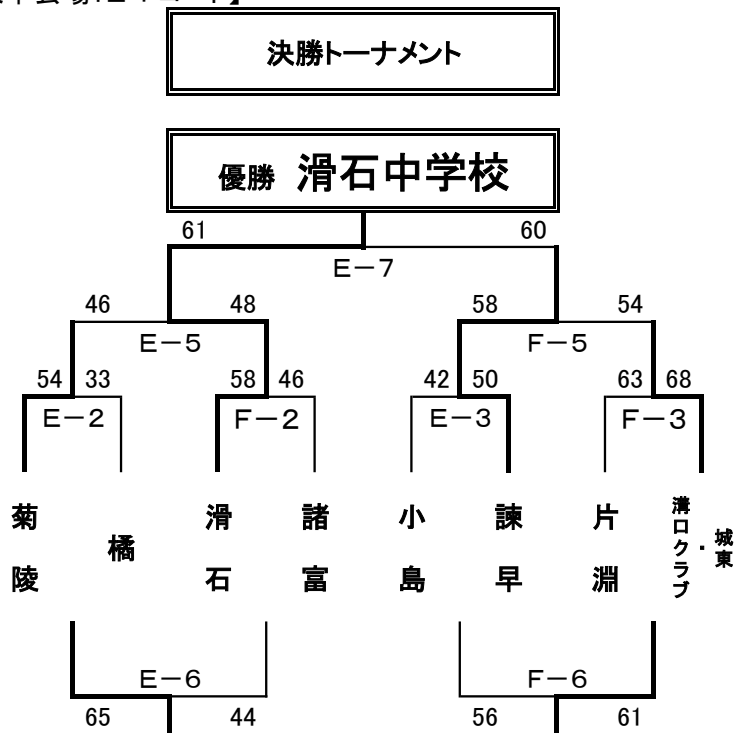 決勝トーナメント
優勝 滑石中学校
61 60
E－7
46 48 58 54
E－5 F－5
54 33 58 46 42 50 63 68
E－2 F－2 E－3 F－3
菊陵 橘 滑石 諸富 小島 諫早 片淵 溝口クラブ・城東
E－6 F－6
65 44 56 61